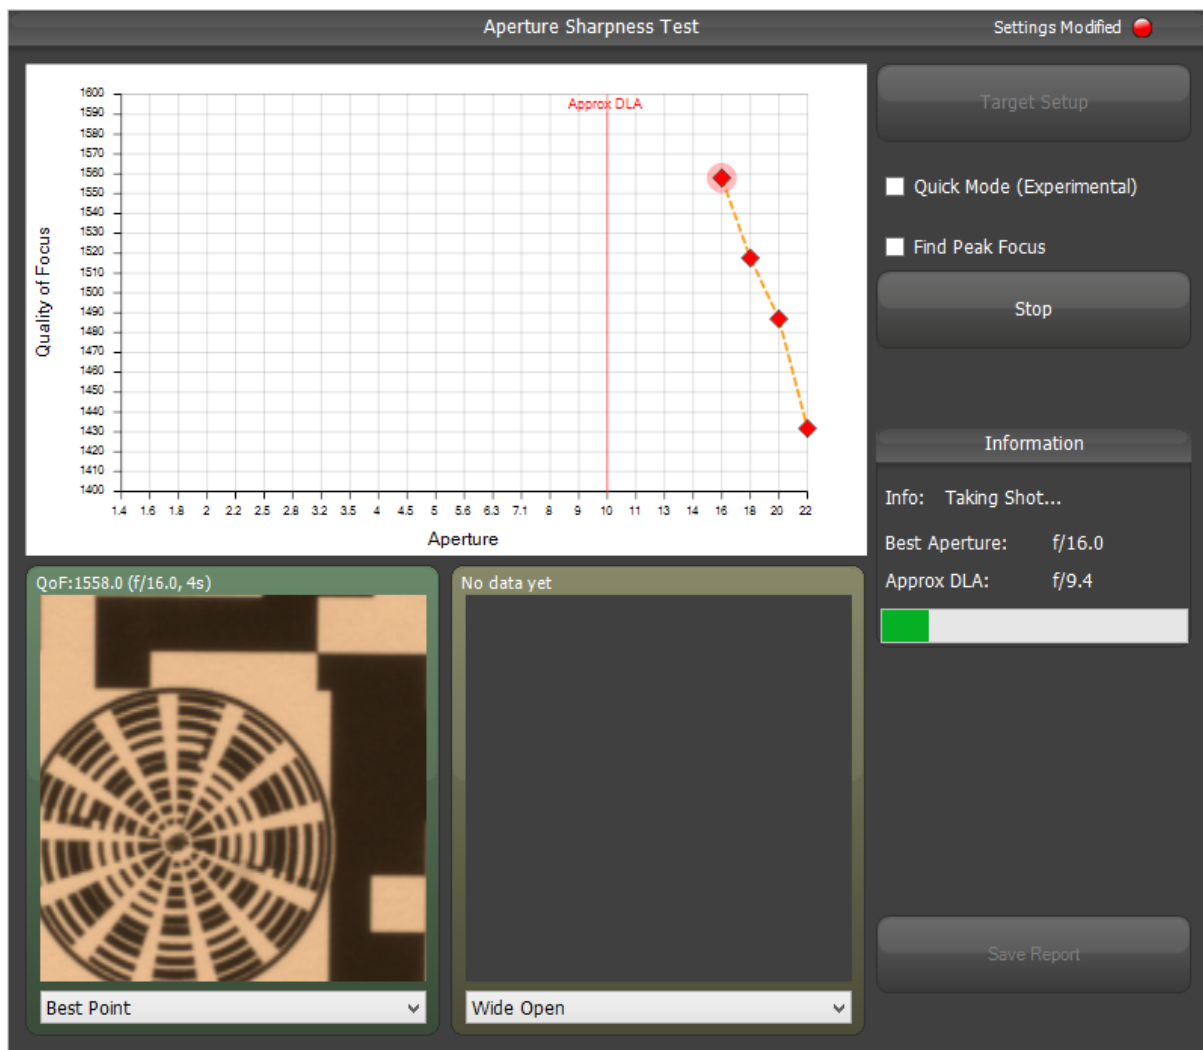 Aperture Sharpness Test
Settings Modified
Approx DLA
1600
1590
1580
1570
1560
1550
1540
1530
1520
1510
1500
1490
1480
1470
1460
1450
1440
1430
1420
1410
1400
Quality of Focus
1.4 1.6 1.8 2 2.2 2.5 2.8 3.2 3.5 4 4.5 5 5.6 6.3 7.1 8 9 10 11 13 14 16 18 20 22
Aperture
Target Setup
Quick Mode (Experimental)
Find Peak Focus
Stop
Information
Info: Taking Shot...
Best Aperture: f/16.0
Approx DLA: f/9.4
QoF:1558.0 (f/16.0, 4s)
Best Point
No data yet
Wide Open
Save Report